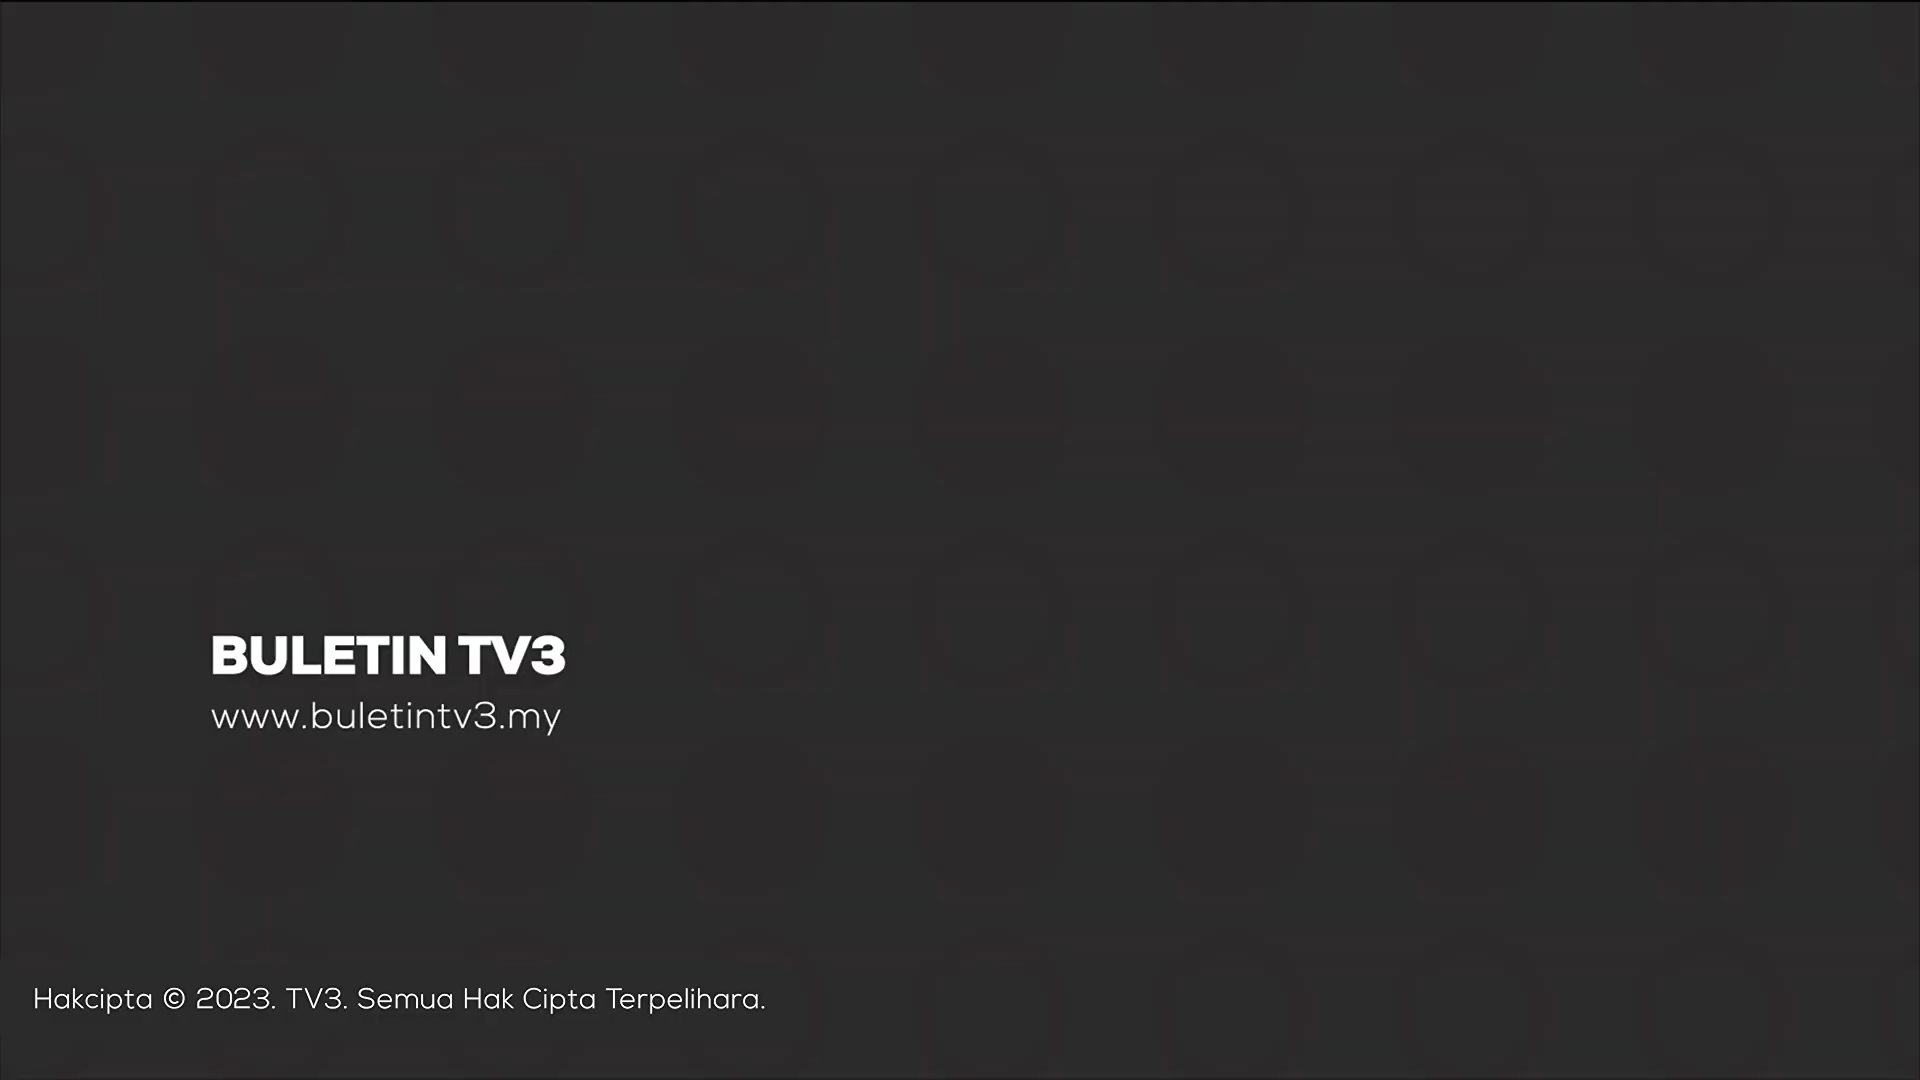 BULETIN TV3
www.buletintv3.my
Hakcipta © 2023. TV3. Semua Hak Cipta Terpelihara.